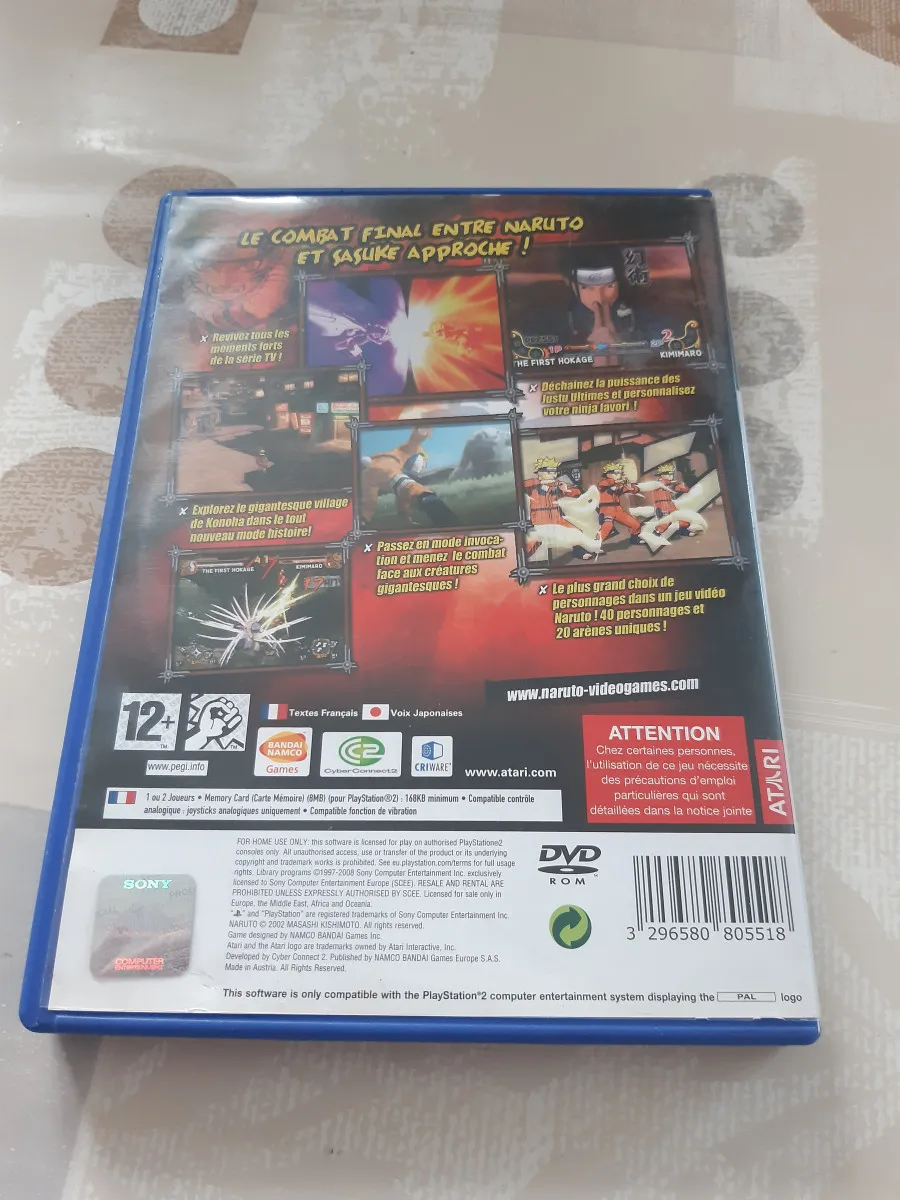 LE COMBAT FINAL ENTRE NARUTO
ET SASUKE APPROCHE !
x Revivez tous les
moments forts
de la série TV !
幻
術
1P
2P
2
THE FIRST HOKAGE
KIMIMARO
x Déchainez la puissance des
Justu Ultimes et personnalisez
votre ninja favori !
x Explorez le gigantesque village
de Konoha dans le tout
nouveau mode histoire!
x Passez en mode invoca-
tion et menez le combat
face aux créatures
gigantesques !
THE FIRST HOKAGE
KIMIMARO
x Le plus grand choix de
personnages dans un jeu vidéo
Naruto ! 40 personnages et
20 arènes uniques !
www.naruto-videogames.com
12+
www.pegi.info
Textes Français
Voix Japonaises
BANDAI
NAMCO
Games
CyberConnect2
CRIWARE
www.atari.com
ATTENTION
Chez certaines personnes,
l'utilisation de ce jeu nécessite
des précautions d'emploi
particulières qui sont
détaillées dans la notice jointe
ATARI
1 ou 2 Joueurs • Memory Card (Carte Mémoire) (8MB) (pour PlayStation®2) : 168KB minimum • Compatible contrôle
analogique : joysticks analogiques uniquement • Compatible fonction de vibration
FOR HOME USE ONLY: this software is licensed for play on authorised PlayStation®2
consoles only. All unauthorised access, use or transfer of the product or its underlying
copyright and trademark works is prohibited. See eu.playstation.com/terms for full usage
rights. Library programs ©1997-2008 Sony Computer Entertainment Inc. exclusively
licensed to Sony Computer Entertainment Europe (SCEE). RESALE AND RENTAL ARE
PROHIBITED UNLESS EXPRESSLY AUTHORISED BY SCEE. Licensed for sale only in
Europe, the Middle East, Africa and Oceania.
" " and "PlayStation" are registered trademarks of Sony Computer Entertainment Inc.
NARUTO © 2002 MASASHI KISHIMOTO. All rights reserved.
Game designed by NAMCO BANDAI Games Inc.
Atari and the Atari logo are trademarks owned by Atari Interactive, Inc.
Developed by Cyber Connect 2. Published by NAMCO BANDAI Games Europe S.A.S.
Made in Austria. All Rights Reserved.
SONY
COMPUTER
ENTERTAINMENT
DVD
ROM
3 296580 805518
This software is only compatible with the PlayStation®2 computer entertainment system displaying the PAL logo